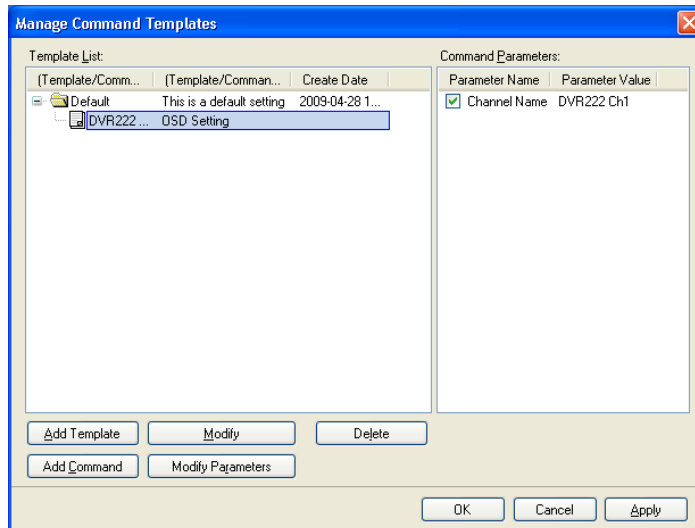 Manage Command Templates
Template List:
(Template/Comm... (Template/Comman... Create Date
Default This is a default setting 2009-04-28 1...
DVR222 ... OSD Setting
Command Parameters:
Parameter Name Parameter Value
Channel Name DVR222 Ch1
Add Template Modify Delete
Add Command Modify Parameters
OK Cancel Apply